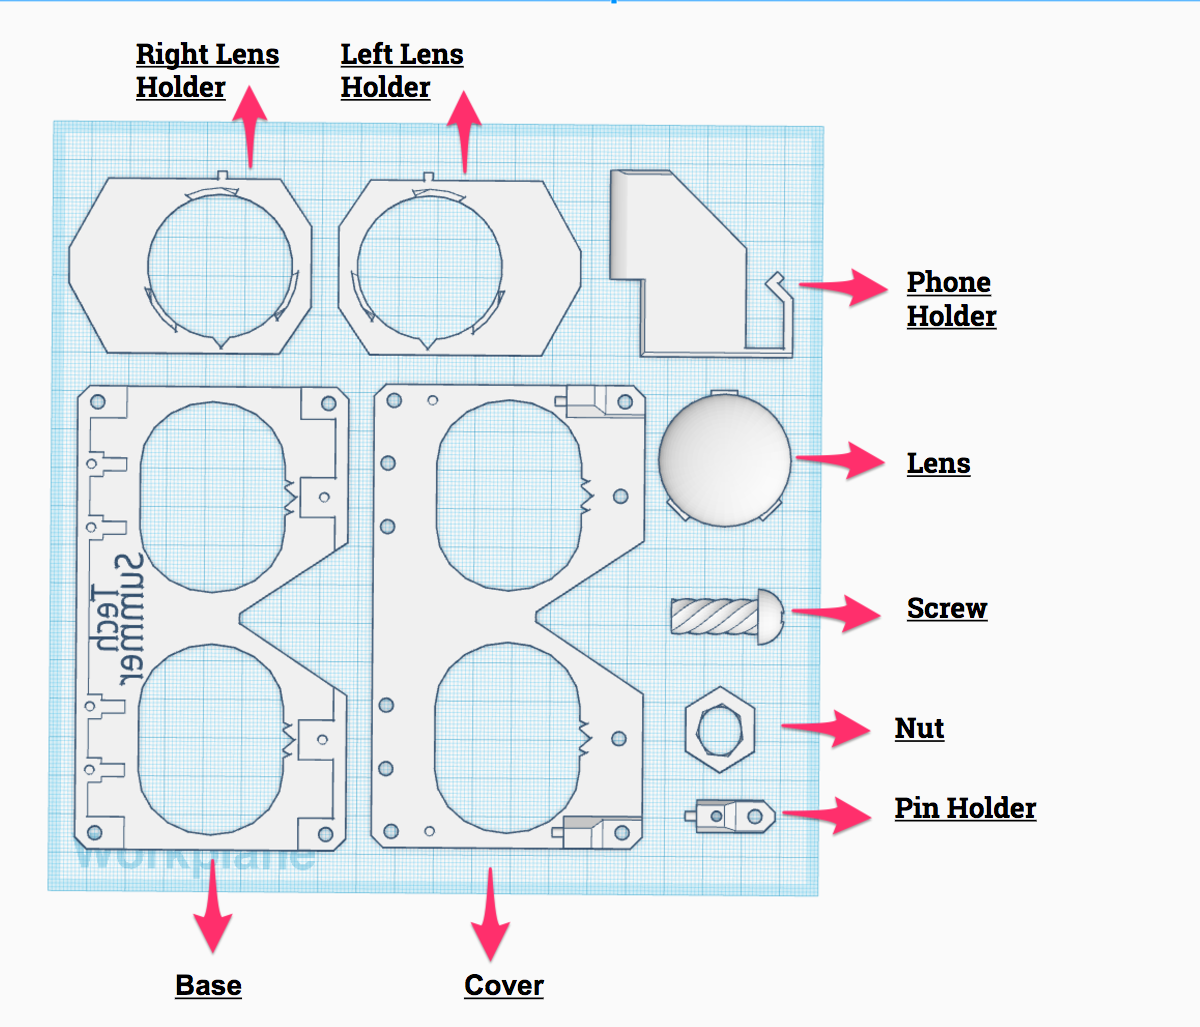 Right Lens
Holder
Left Lens
Holder
Phone
Holder
Lens
Screw
Summer
Tech
Nut
Pin Holder
Workplane
Base
Cover